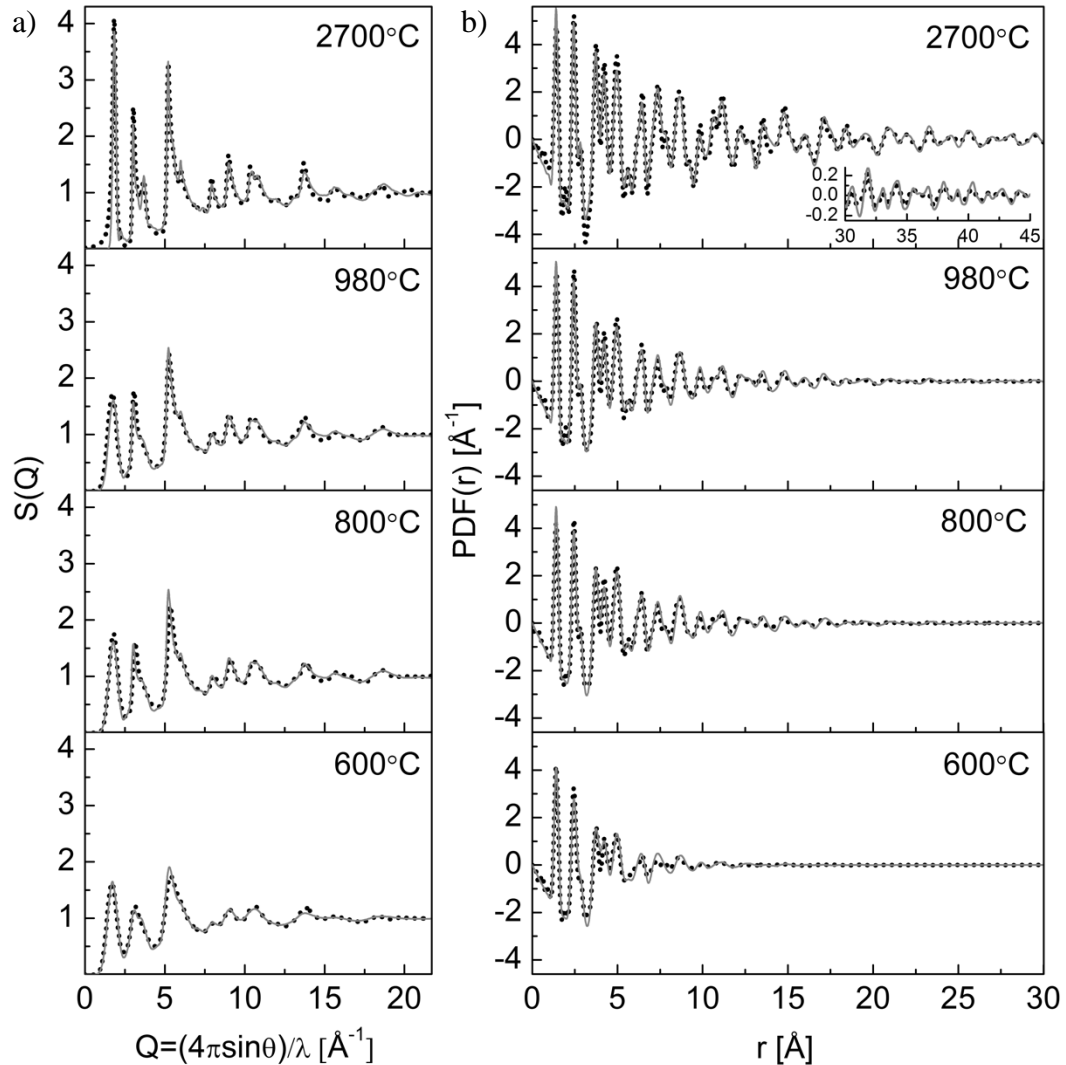 a)
2700°C
4
3
2
1
980°C
4
3
2
1
800°C
4
3
2
1
600°C
4
3
2
1
0 5 10 15 20
S(Q)
Q=(4πsinθ)/λ [Å⁻¹]
b)
2700°C
4
2
0
-2
-4
0.2
0.0
-0.2
30 35 40 45
980°C
4
2
0
-2
-4
800°C
4
2
0
-2
-4
600°C
4
2
0
-2
-4
0 5 10 15 20 25 30
PDF(r) [Å⁻¹]
r [Å]